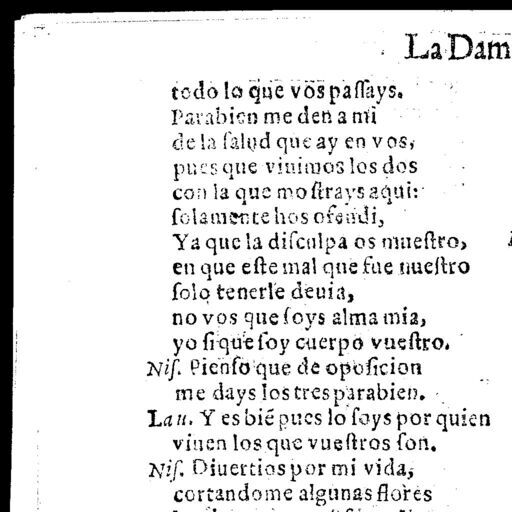 La Dam
todo lo que vos paſſays.
Parabien me den a mi
de la ſalud que ay en vos,
pues que viuimos los dos
con la que moſtrays aqui:
ſolamente hos ofendi,
Ya que la diſculpa os mueſtro,
en que eſte mal que fue nueſtro
ſolo tenerle deuia,
no vos que ſoys alma mia,
yo ſi que ſoy cuerpo vueſtro.
Niſ. Pienſo que de opoſicion
me days los tres parabien.
Lau. Y es biẽ pues lo ſoys por quien
viuen los que vueſtros ſon.
Niſ. Diuertios por mi vida,
cortandome algunas flores